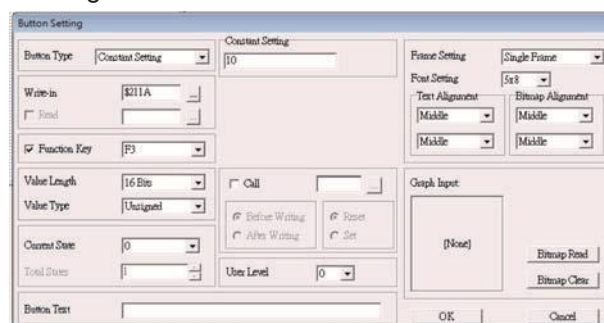 Button Setting
Button Type
Constant Setting
Constant Setting
10
Frame Setting
Single Frame
Font Setting
5x8
Text Alignment
Bitmap Alignment
Middle
Middle
Middle
Middle
Write-in
$211A
...
Read
...
Function Key
F3
Value Length
16 Bits
Value Type
Unsigned
Call
...
Before Writing
After Writing
Reset
Set
Graph Input
[None]
Bitmap Read
Bitmap Clear
Current State
0
Total States
1
User Level
0
Button Text
OK
Cancel